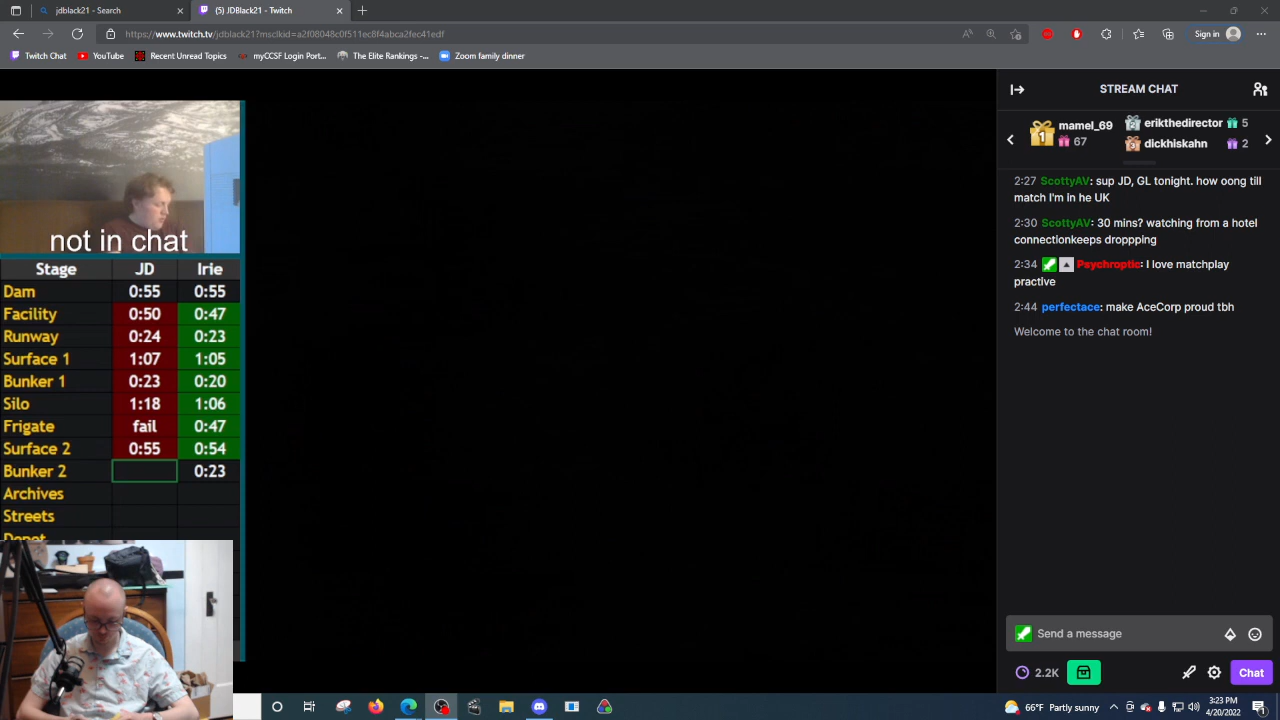 jdblack21 - Search
(5) JDBlack21 - Twitch
https://www.twitch.tv/jdblack21?msclkid=a2f08048c0f511ec8f4abca2fec41edf
Sign in
Twitch Chat
YouTube
Recent Unread Topics
myCCSF Login Port...
The Elite Rankings -...
Zoom family dinner
not in chat
Stage JD Irie
Dam 0:55 0:55
Facility 0:50 0:47
Runway 0:24 0:23
Surface 1 1:07 1:05
Bunker 1 0:23 0:20
Silo 1:18 1:06
Frigate fail 0:47
Surface 2 0:55 0:54
Bunker 2 0:23
Archives
Streets
Depot
STREAM CHAT
1 mamel_69
67
2 erikthedirector 5
3 dickhiskahn 2
2:27 ScottyAV: sup JD, GL tonight. how oong till
match I'm in he UK
2:30 ScottyAV: 30 mins? watching from a hotel
connectionkeeps droppping
2:34 Psychroptic: I love matchplay
practive
2:44 perfectace: make AceCorp proud tbh
Welcome to the chat room!
Send a message
2.2K
Chat
66°F Partly sunny
3:23 PM
4/20/2022